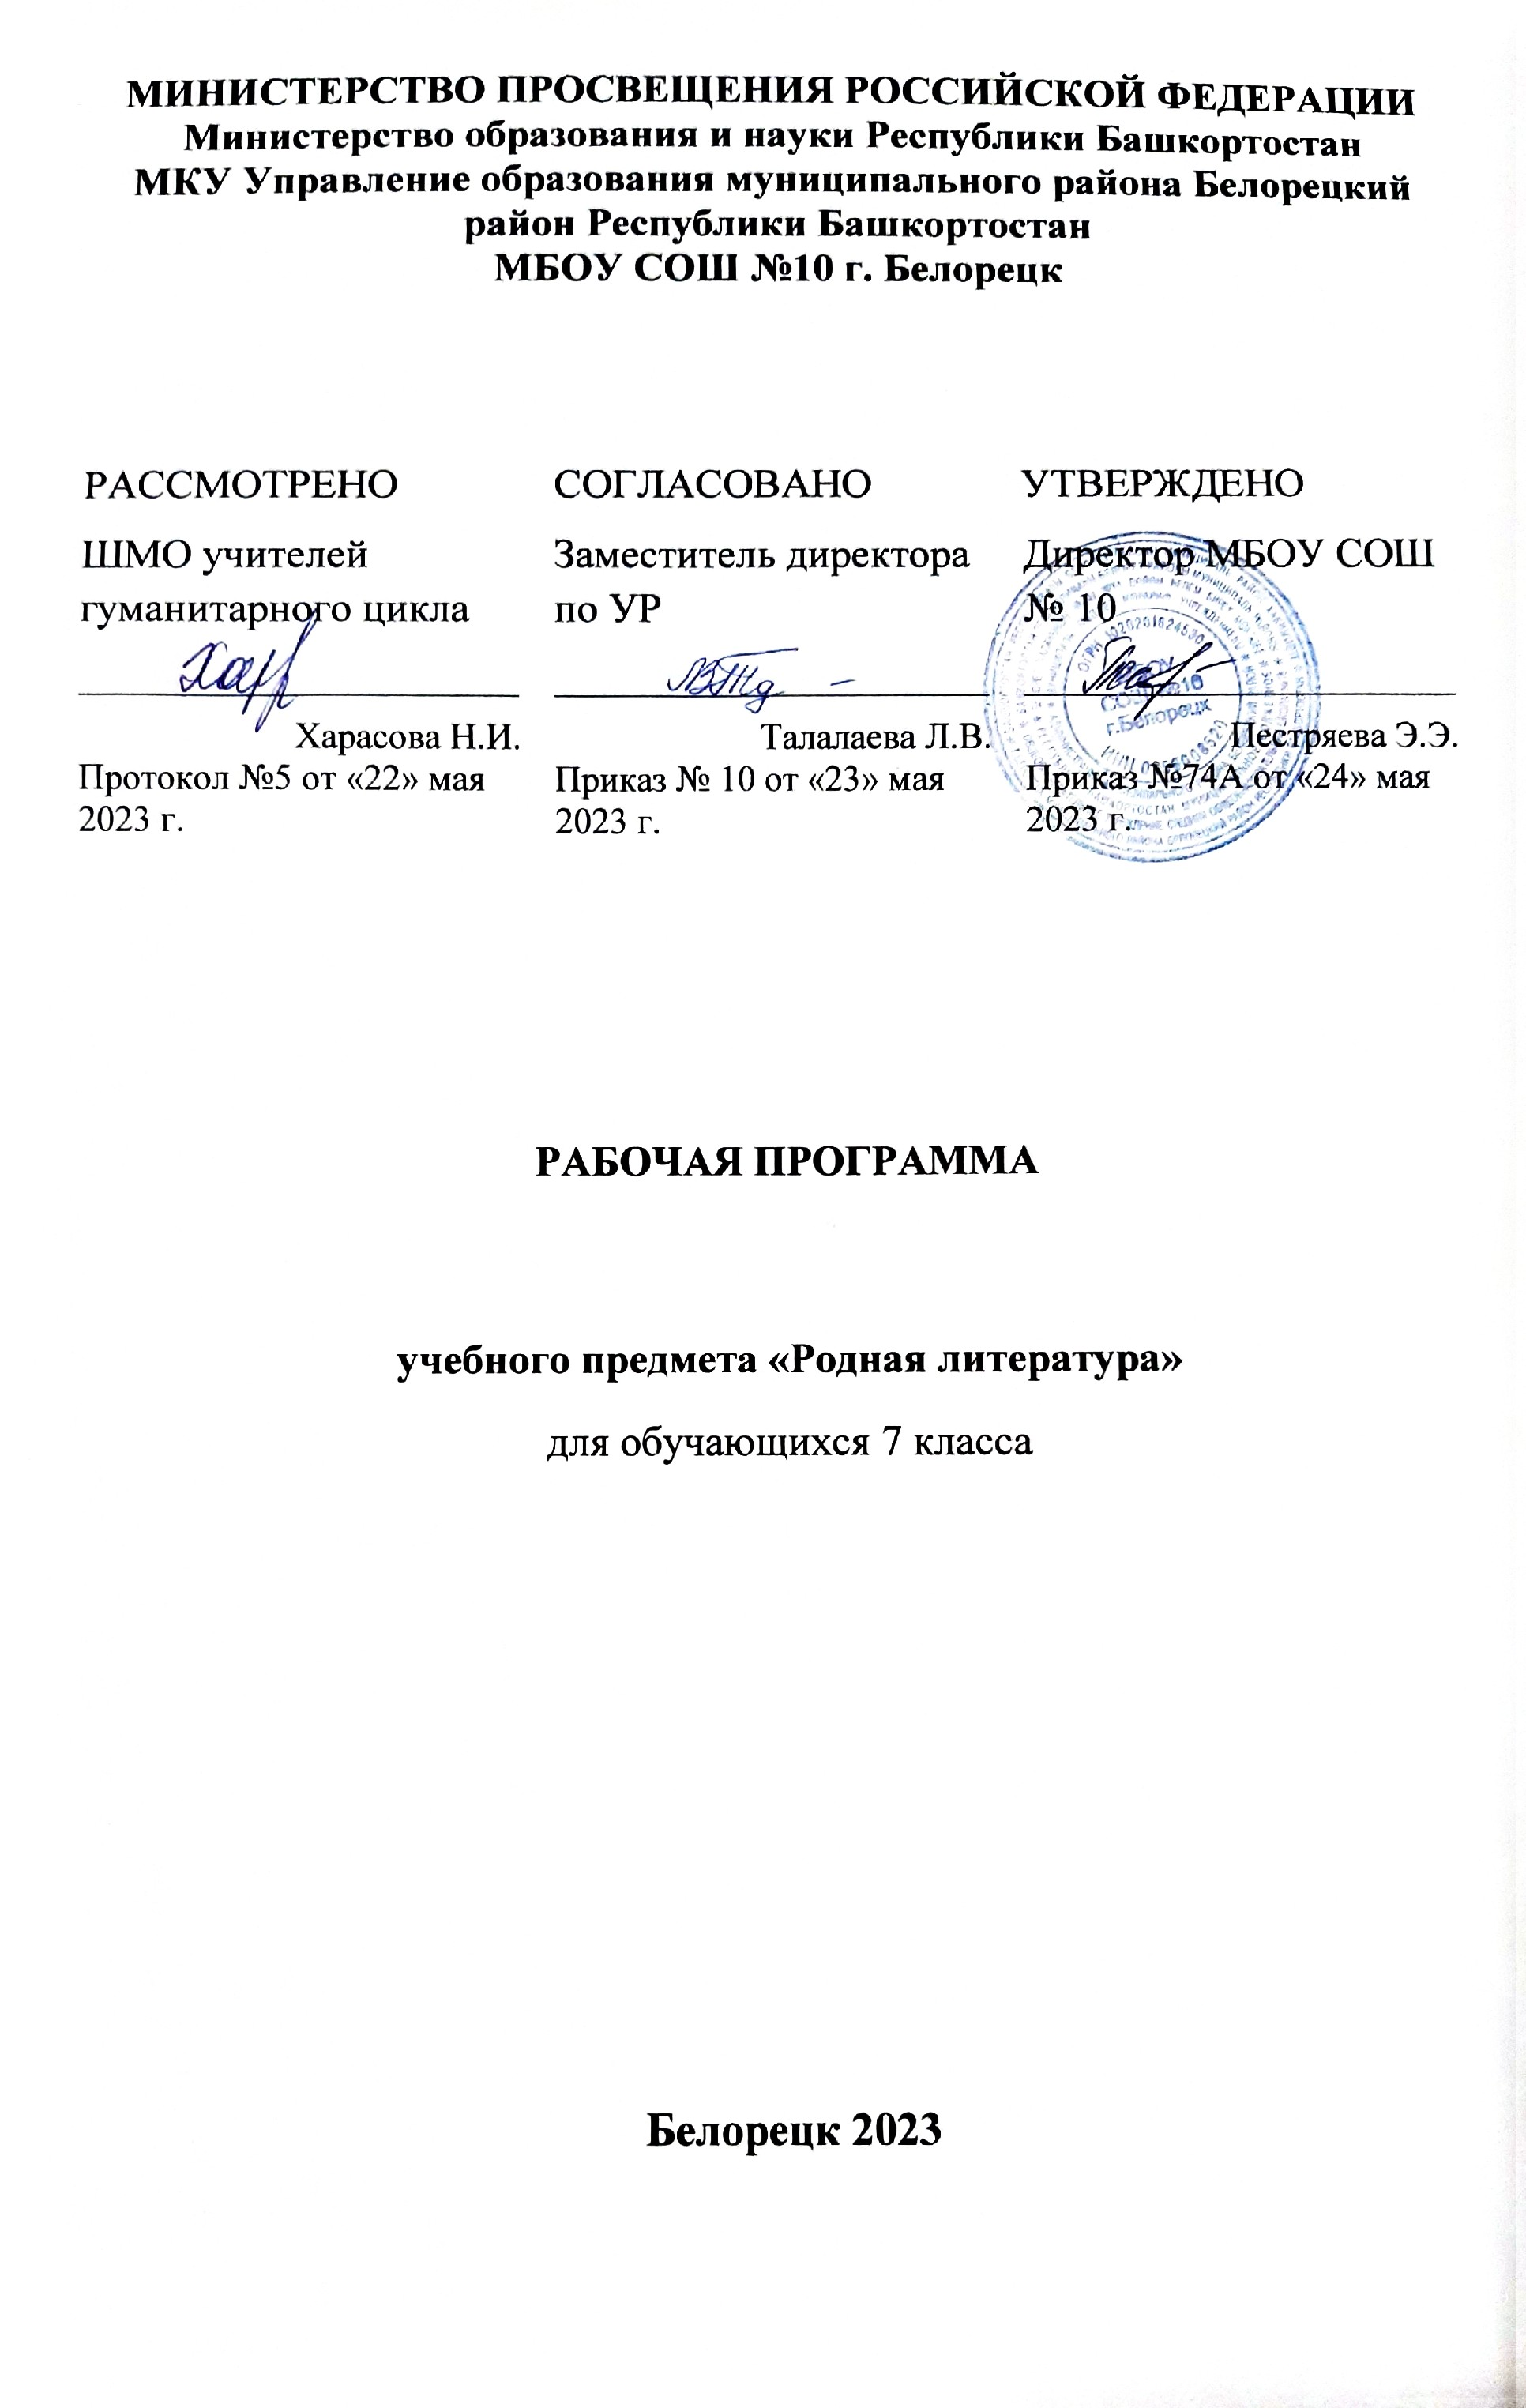 МИНИСТЕРСТВО ПРОСВЕЩЕНИЯ РОССИЙСКОЙ ФЕДЕРАЦИИ
Министерство образования и науки Республики Башкортостан
МКУ Управление образования муниципального района Белорецкий
район Республики Башкортостан
МБОУ СОШ №10 г. Белорецк
РАССМОТРЕНО
ШМО учителей
гуманитарного цикла
Харасова Н.И.
Протокол №5 от «22» мая
2023 г.
СОГЛАСОВАНО
Заместитель директора
по УР
Талалаева Л.В.
Приказ № 10 от «23» мая
2023 г.
УТВЕРЖДЕНО
Директор МБОУ СОШ
№ 10
Пестряева Э.Э.
Приказ №74А от «24» мая
2023 г.
г.Белорецк
РАБОЧАЯ ПРОГРАММА
учебного предмета «Родная литература»
для обучающихся 7 класса
Белорецк 2023